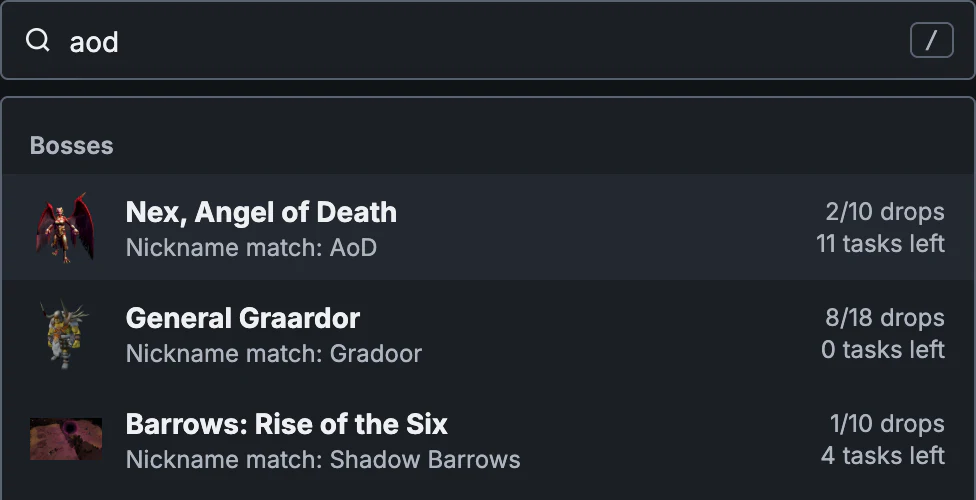 aod
/
Bosses
Nex, Angel of Death
2/10 drops
Nickname match: AoD
11 tasks left
General Graardor
8/18 drops
Nickname match: Gradoor
0 tasks left
Barrows: Rise of the Six
1/10 drops
Nickname match: Shadow Barrows
4 tasks left